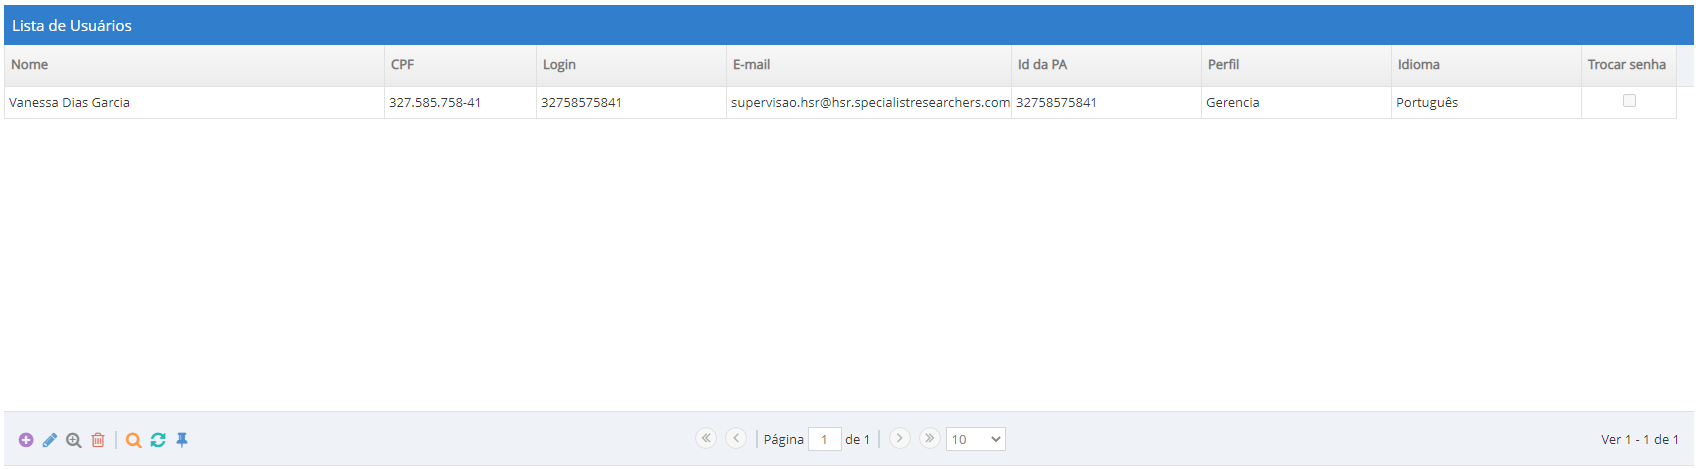 Lista de Usuários
Nome CPF Login E-mail Id da PA Perfil Idioma Trocar senha
Vanessa Dias Garcia 327.585.758-41 32758575841 supervisao.hsr@hsr.specialistresearchers.com 32758575841 Gerencia Português
Página 1 de 1 10 Ver 1 - 1 de 1